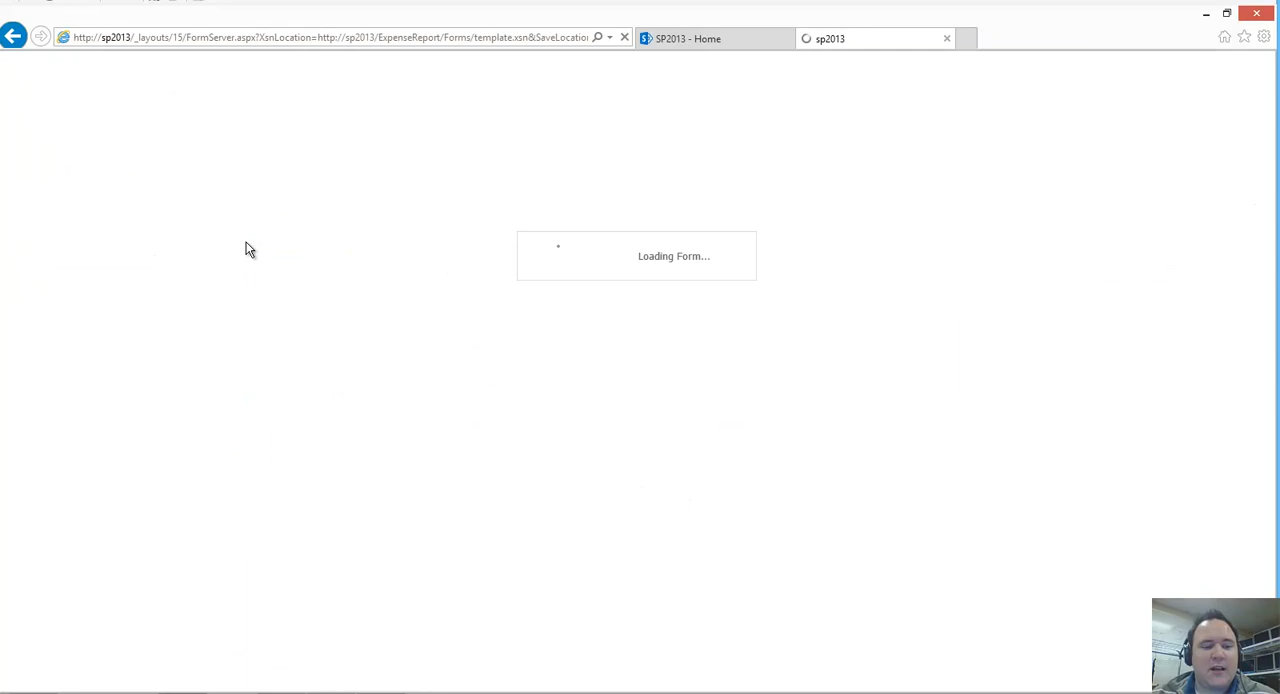 http://sp2013/_layouts/15/FormServer.aspx?XsnLocation=http://sp2013/ExpenseReport/Forms/template.xsn&SaveLocation
SP2013 - Home
sp2013
Loading Form...